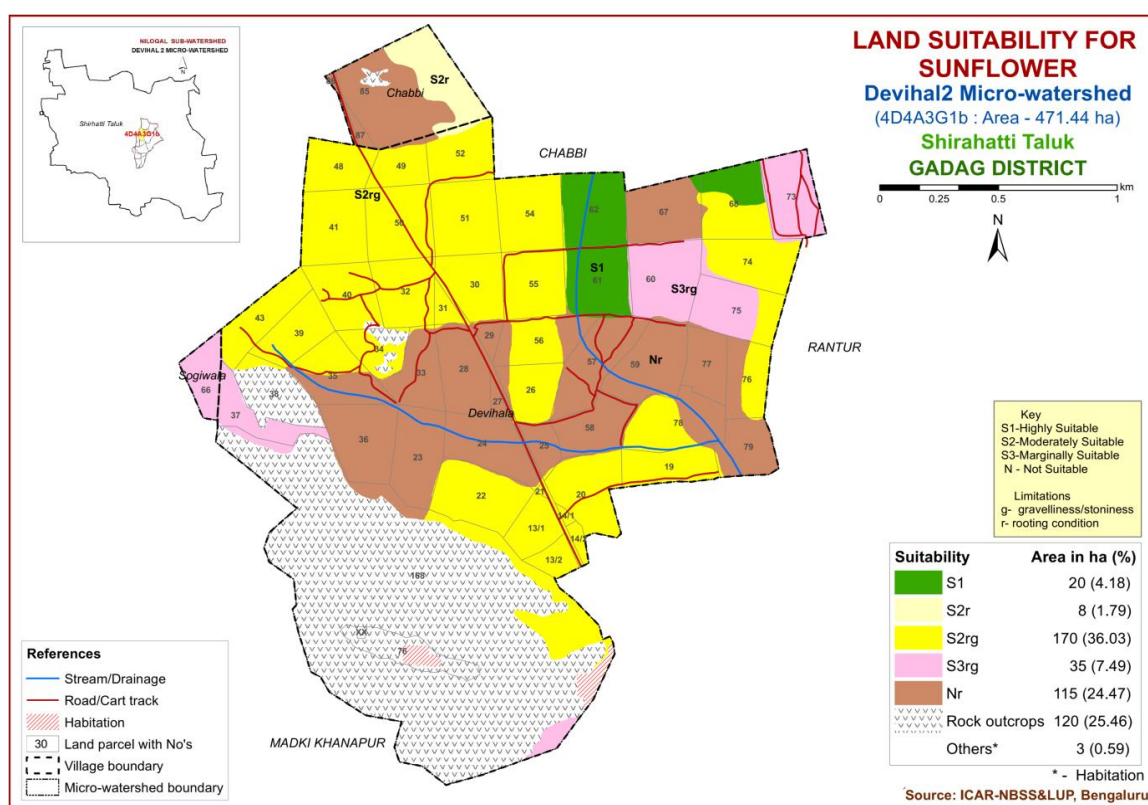 NILOGAL SUB-WATERSHED
DEVIHAL 2 MICRO-WATERSHED
N
Shirhatti Taluk
4D4A3G1b
LAND SUITABILITY FOR
SUNFLOWER
Devihal2 Micro-watershed
(4D4A3G1b : Area - 471.44 ha)
Shirahatti Taluk
GADAG DISTRICT
km
0 0.25 0.5 1
N
S2r
85
Chabbi
87
CHABBI
52
48
49
S2rg
50
51
54
62
67
68
73
41
74
S1
61
60
S3rg
40
32
30
55
31
75
43
39
29
56
34
RANTUR
57
59
Nr
77
28
33
35
Sogiwala
66
38
37
26
27
76
Devihala
78
58
36
24
25
79
23
19
22
21
20
14/1
13/1
13/2
168
XX
76
MADKI KHANAPUR
Key
S1-Highly Suitable
S2-Moderately Suitable
S3-Marginally Suitable
N - Not Suitable
Limitations
g- gravelliness/stoniness
r- rooting condition
Suitability Area in ha (%)
S1 20 (4.18)
S2r 8 (1.79)
S2rg 170 (36.03)
S3rg 35 (7.49)
Nr 115 (24.47)
Rock outcrops 120 (25.46)
Others* 3 (0.59)
* - Habitation
Source: ICAR-NBSS&LUP, Bengaluru
References
Stream/Drainage
Road/Cart track
Habitation
30 Land parcel with No's
Village boundary
Micro-watershed boundary